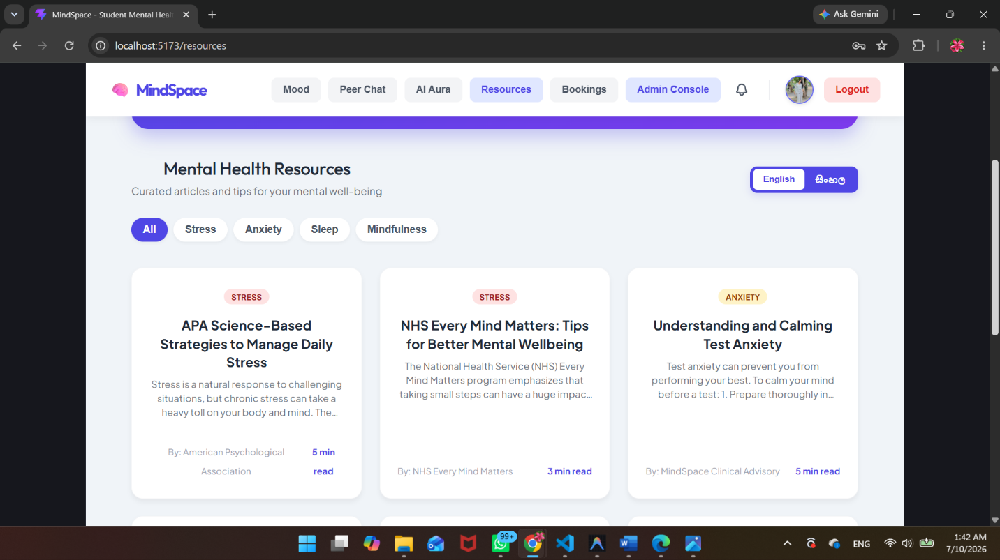 MindSpace - Student Mental Heal
Ask Gemini
localhost:5173/resources
MindSpace
Mood
Peer Chat
AI Aura
Resources
Bookings
Admin Console
Logout
Mental Health Resources
Curated articles and tips for your mental well-being
English
සිංහල
All
Stress
Anxiety
Sleep
Mindfulness
STRESS
APA Science-Based
Strategies to Manage Daily
Stress
Stress is a natural response to challenging
situations, but chronic stress can take a
heavy toll on your body and mind. The...
By: American Psychological
Association
5 min
read
STRESS
NHS Every Mind Matters: Tips
for Better Mental Wellbeing
The National Health Service (NHS) Every
Mind Matters program emphasizes that
taking small steps can have a huge impac...
By: NHS Every Mind Matters
3 min read
ANXIETY
Understanding and Calming
Test Anxiety
Test anxiety can prevent you from
performing your best. To calm your mind
before a test: 1. Prepare thoroughly in...
By: MindSpace Clinical Advisory
5 min read
99+
W
ENG
1:42 AM
7/10/2026